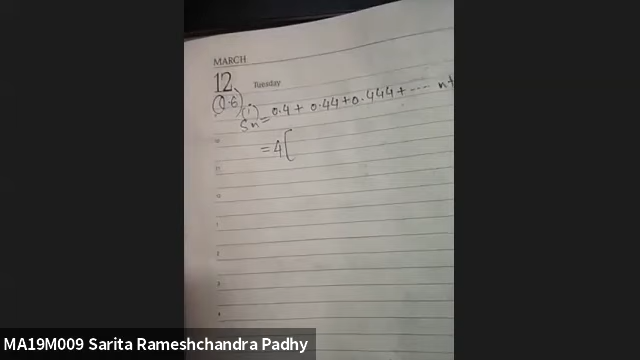 MARCH
12 Tuesday
Q.6)
(i) Sn = 0.4 + 0.44 + 0.444 + ---- n t
= 4 [
MA19M009 Sarita Rameshchandra Padhy